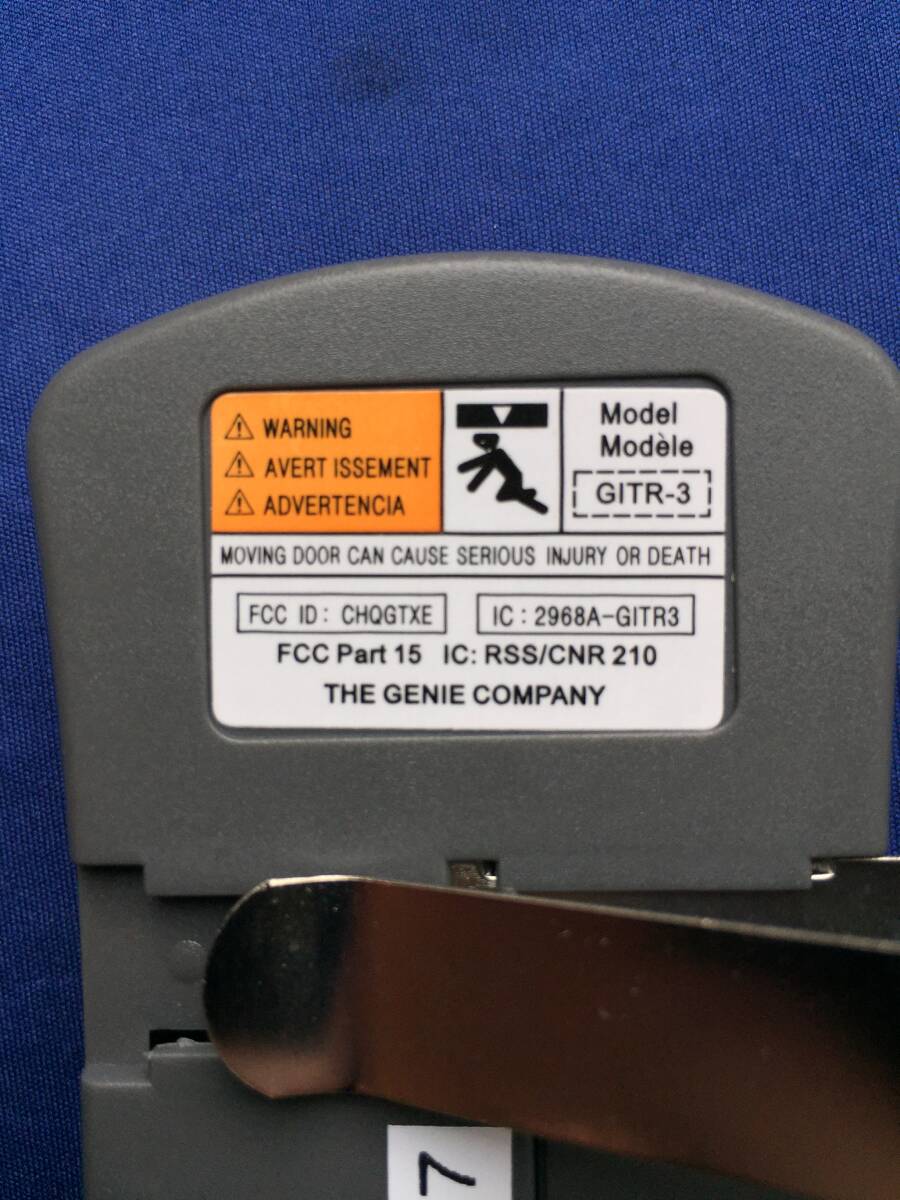 WARNING
AVERT ISSEMENT
ADVERTENCIA
Model
Modèle
GITR-3
MOVING DOOR CAN CAUSE SERIOUS INJURY OR DEATH
FCC ID: CHQGTXE
IC: 2968A-GITR3
FCC Part 15 IC: RSS/CNR 210
THE GENIE COMPANY
7